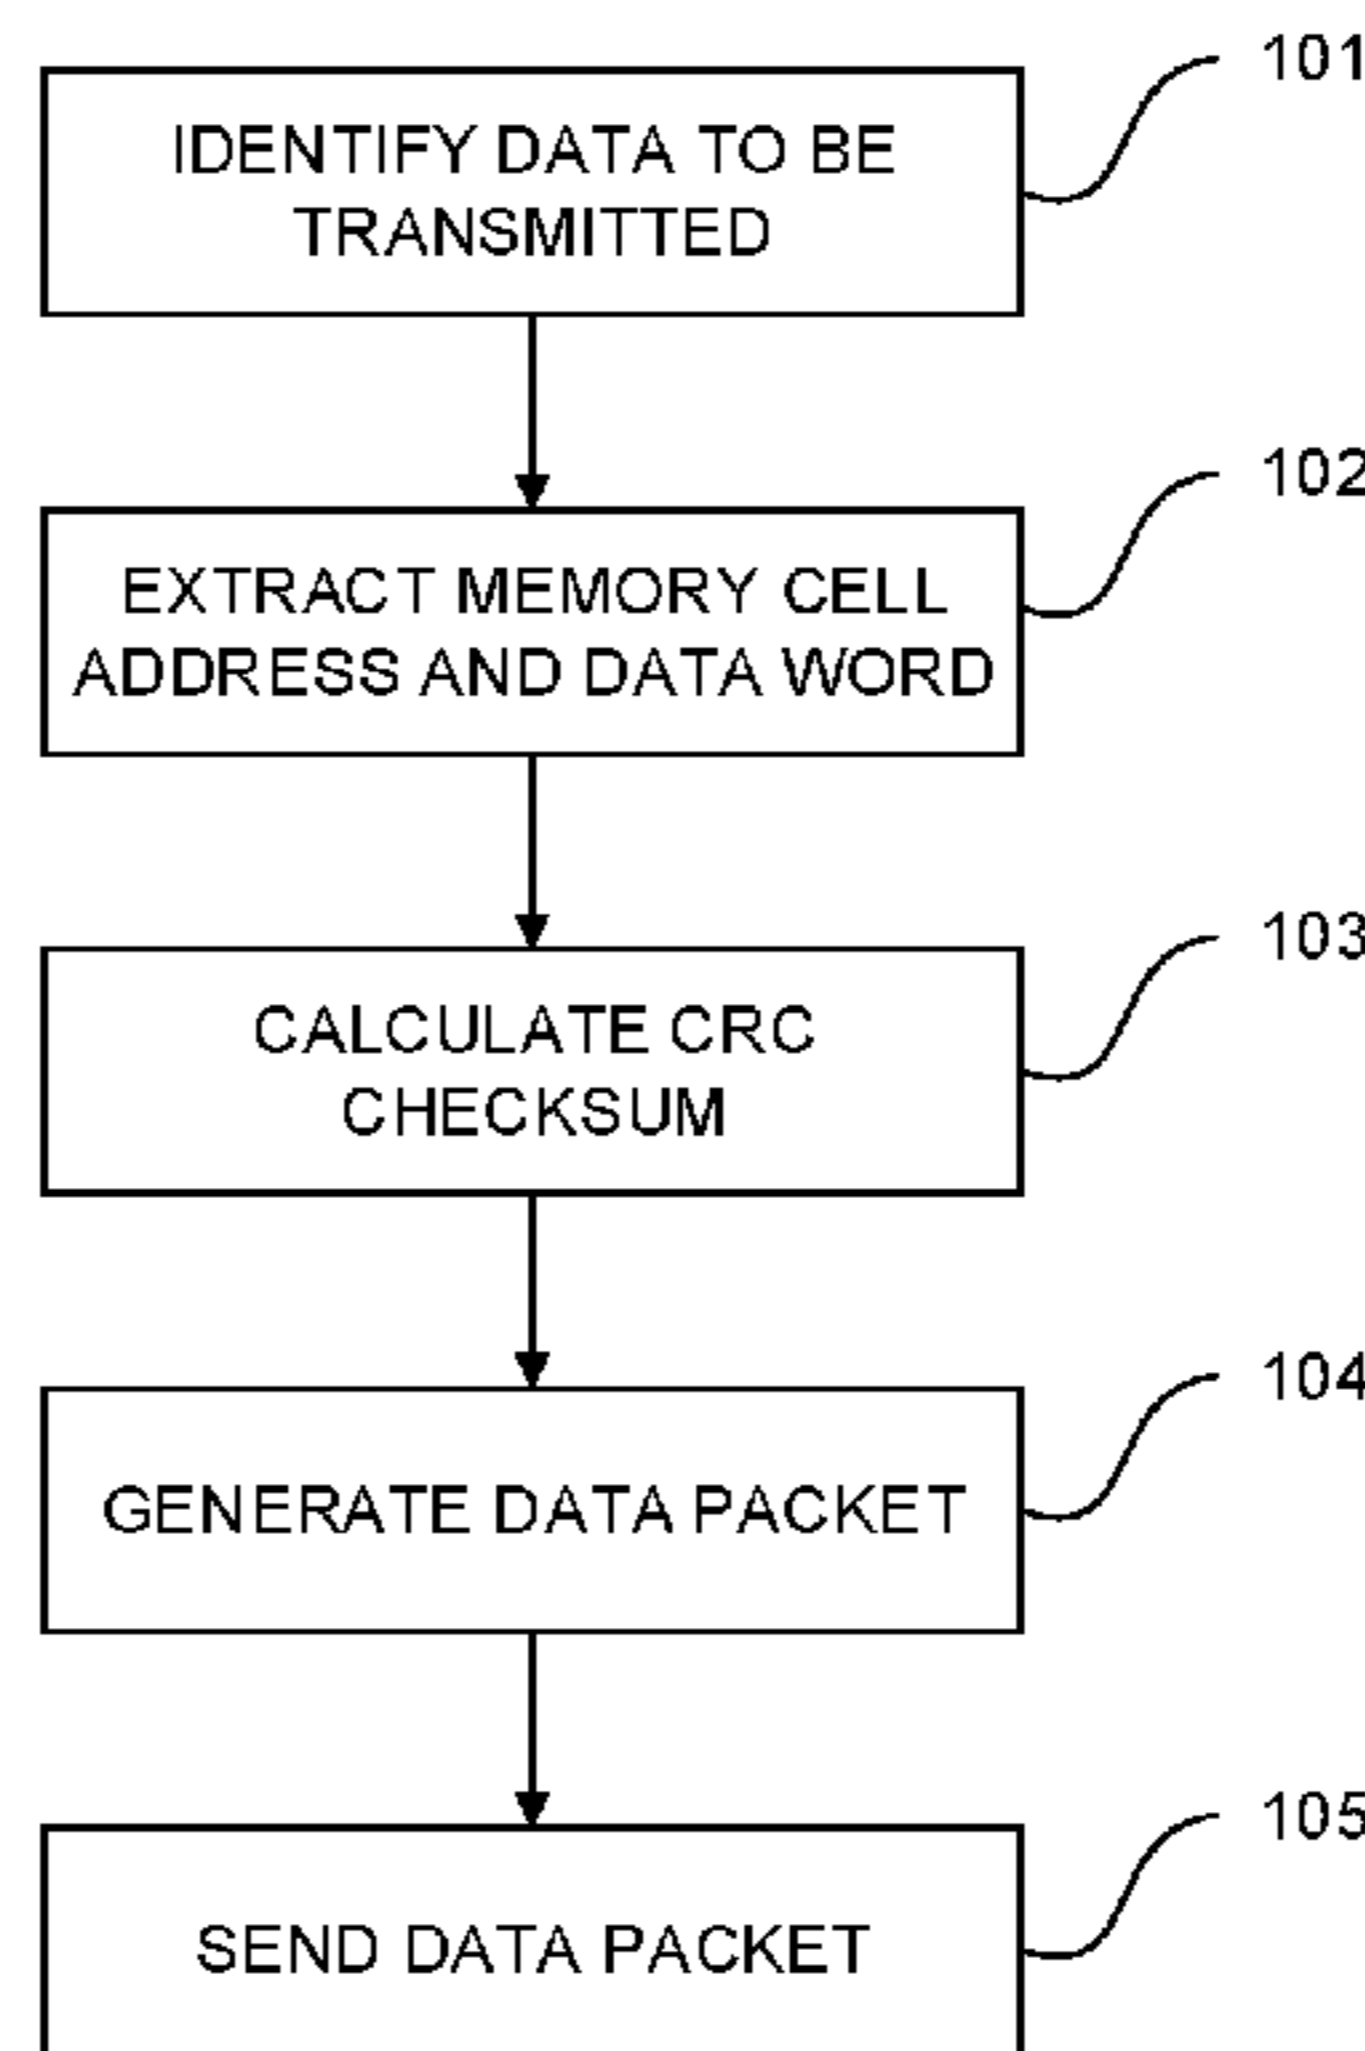 101
IDENTIFY DATA TO BE
TRANSMITTED
102
EXTRACT MEMORY CELL
ADDRESS AND DATA WORD
103
CALCULATE CRC
CHECKSUM
104
GENERATE DATA PACKET
105
SEND DATA PACKET